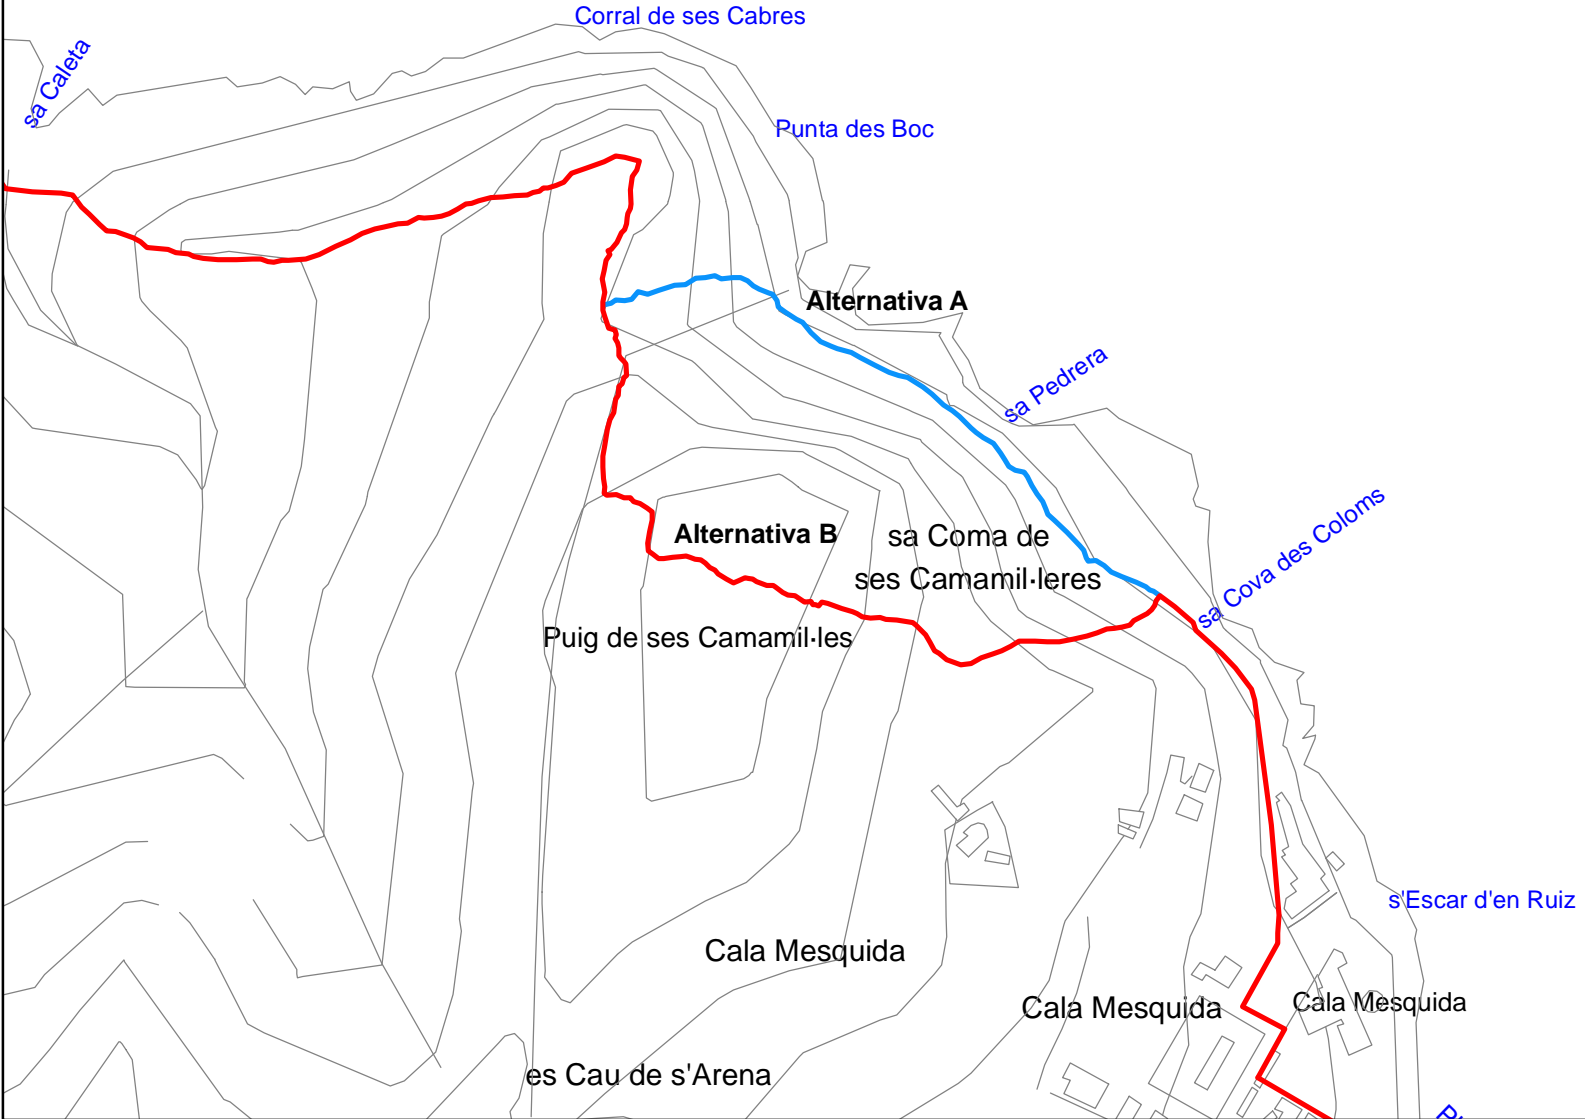 Corral de ses Cabres
sa Caleta
Punta des Boc
Alternativa A
sa Pedrera
sa Cova des Coloms
Alternativa B
sa Coma de
ses Camamil·leres
Puig de ses Camamil·les
s'Escar d'en Ruiz
Cala Mesquida
Cala Mesquida
Cala Mesquida
es Cau de s'Arena